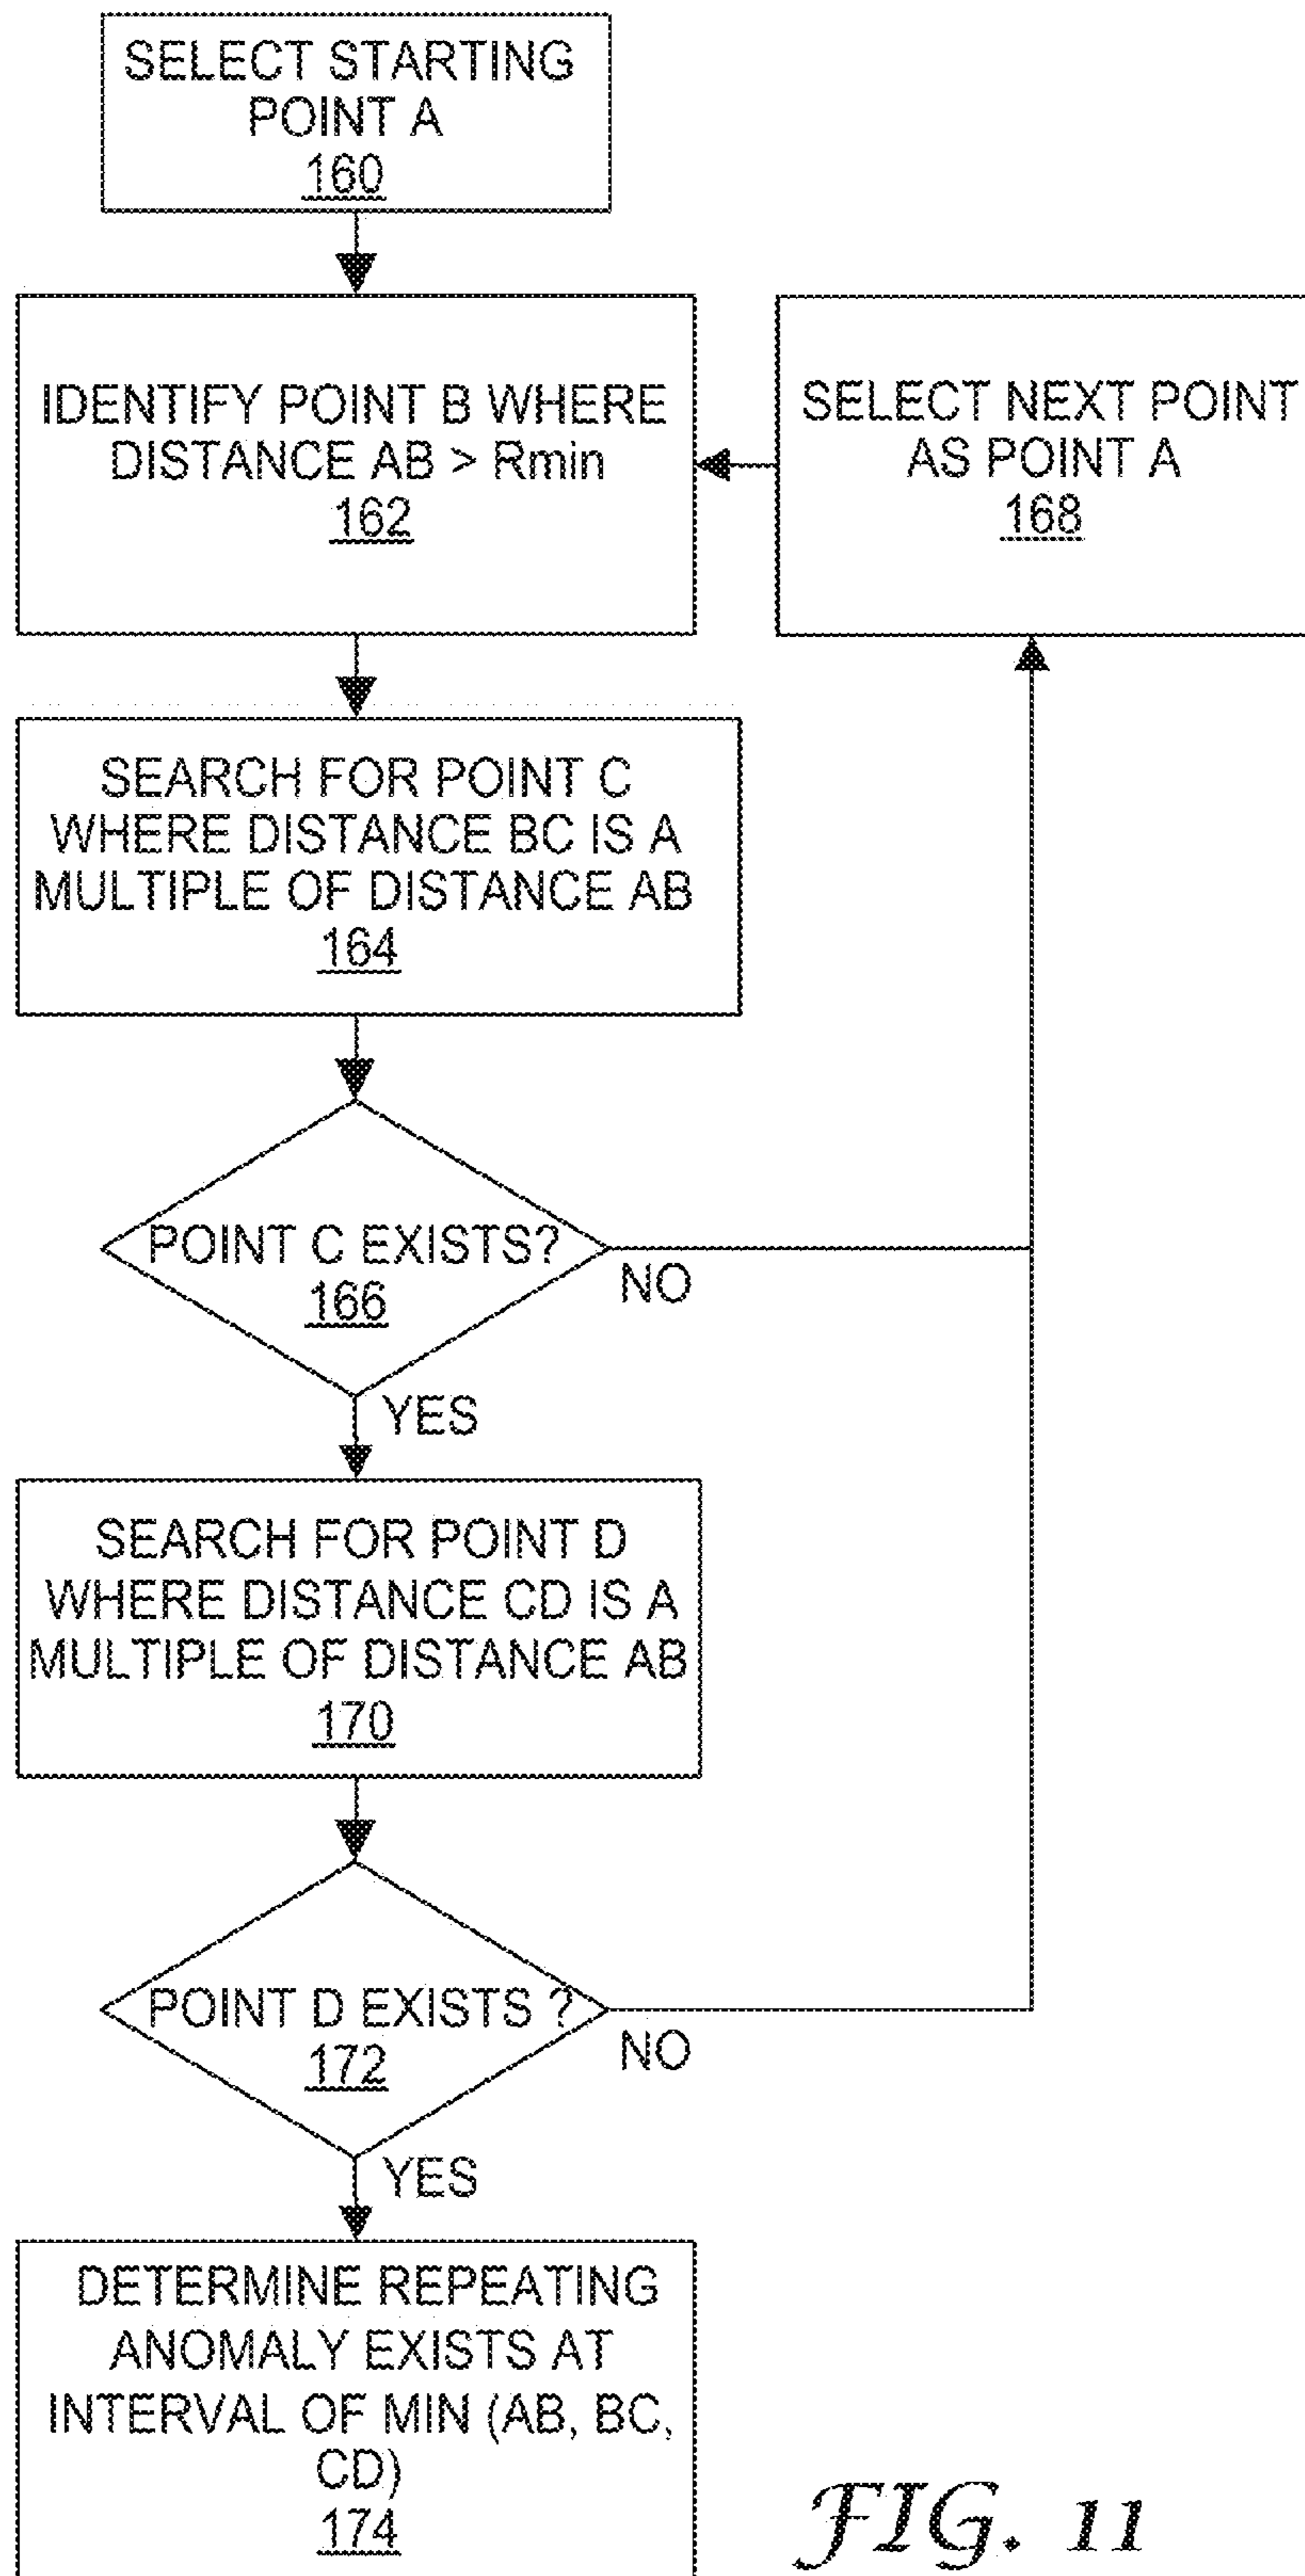 SELECT STARTING
POINT A
160
IDENTIFY POINT B WHERE
DISTANCE AB > Rmin
162
SELECT NEXT POINT
AS POINT A
168
SEARCH FOR POINT C
WHERE DISTANCE BC IS A
MULTIPLE OF DISTANCE AB
164
POINT C EXISTS?
166
NO
YES
SEARCH FOR POINT D
WHERE DISTANCE CD IS A
MULTIPLE OF DISTANCE AB
170
POINT D EXISTS ?
172
NO
YES
DETERMINE REPEATING
ANOMALY EXISTS AT
INTERVAL OF MIN (AB, BC,
CD)
174
FIG. 11